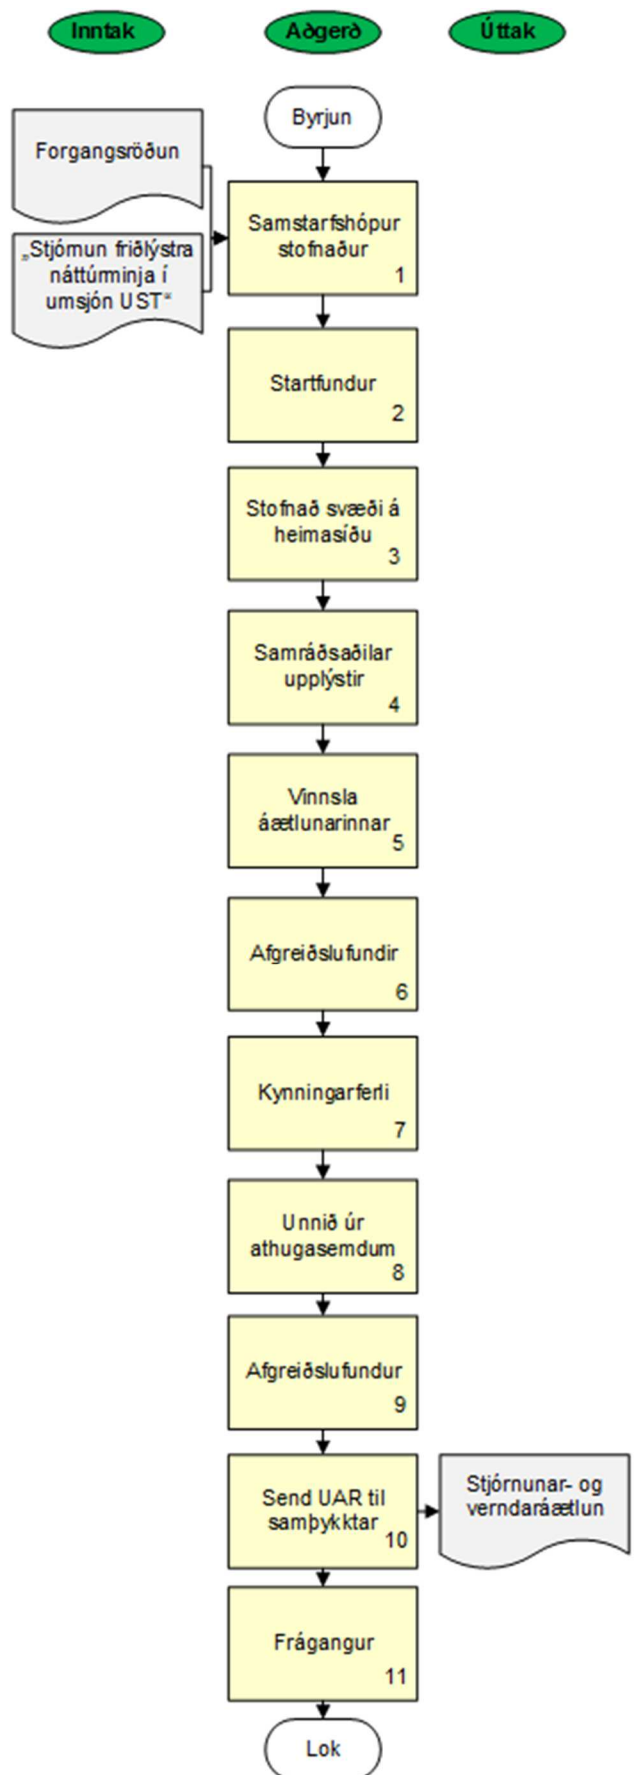 Inntak
Aðgerð
Úttak
Byrjun
Forgangsröðun
„Stjórnun friðlýstra
náttúrminja í
umsjón UST“
Samstarfshópur
stofnaður
1
Startfundur
2
Stofnað svæði á
heimasíðu
3
Samráðsaðilar
upplýstir
4
Vinnsla
áætlunarinnar
5
Afgreiðslufundir
6
Kynningarferli
7
Unnið úr
athugasemdum
8
Afgreiðslufundur
9
Send UAR til
samþykktar
10
Stjórnunar- og
verndaráætlun
Frágangur
11
Lok